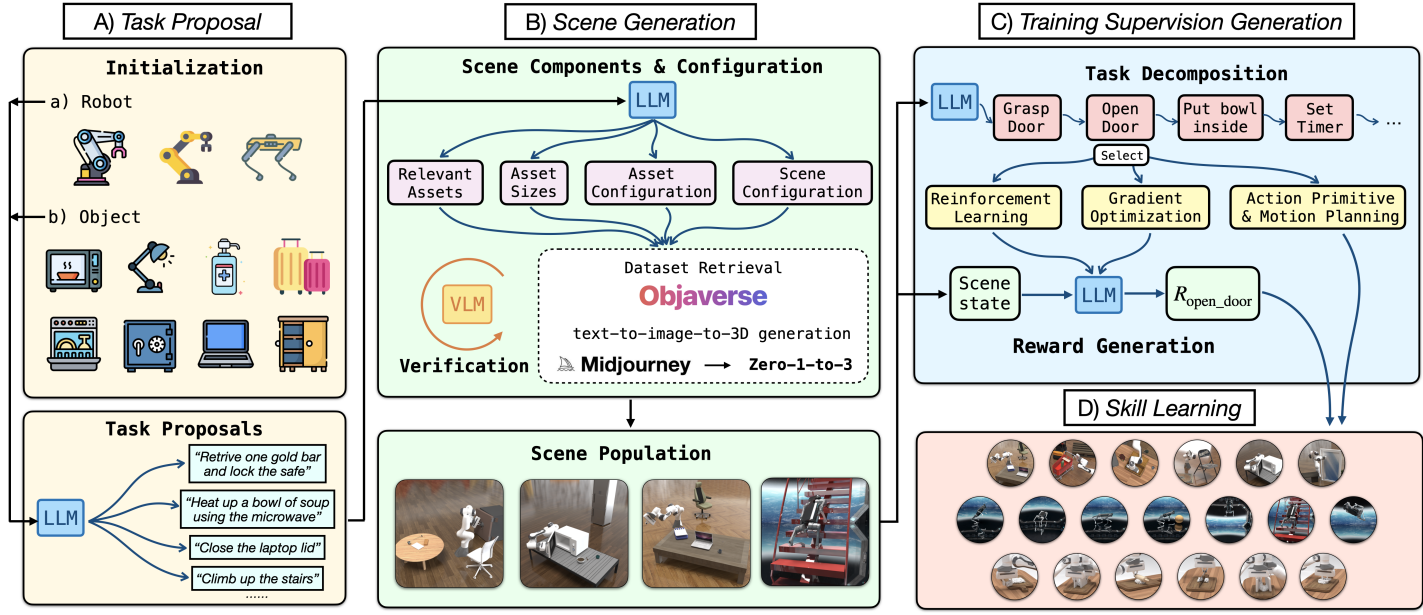 A) Task Proposal
Initialization
a) Robot
b) Object
Task Proposals
LLM
“Retrive one gold bar
and lock the safe”
“Heat up a bowl of soup
using the microwave”
“Close the laptop lid”
“Climb up the stairs”
......
B) Scene Generation
Scene Components & Configuration
LLM
Relevant
Assets
Asset
Sizes
Asset
Configuration
Scene
Configuration
VLM
Verification
Dataset Retrieval
Objaverse
text-to-image-to-3D generation
Midjourney
Zero-1-to-3
Scene Population
C) Training Supervision Generation
Task Decomposition
LLM
Grasp
Door
Open
Door
Put bowl
inside
Set
Timer
...
Select
Reinforcement
Learning
Gradient
Optimization
Action Primitive
& Motion Planning
Scene
state
LLM
R_open_door
Reward Generation
D) Skill Learning